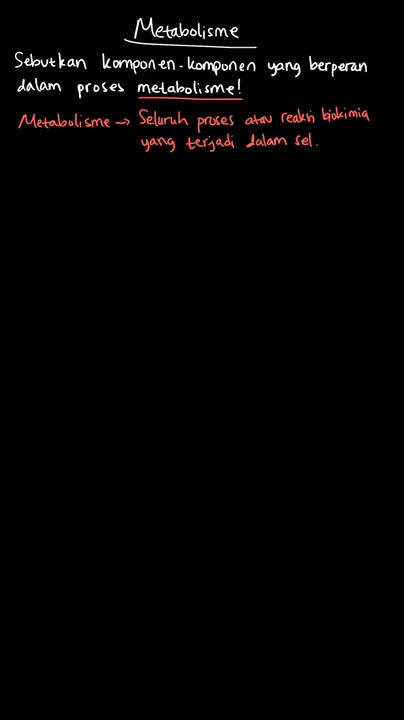 Metabolisme
Sebutkan komponen-komponen yang berperan
dalam proses metabolisme!
Metabolisme → Seluruh proses atau reaksi biokimia
yang terjadi dalam sel.